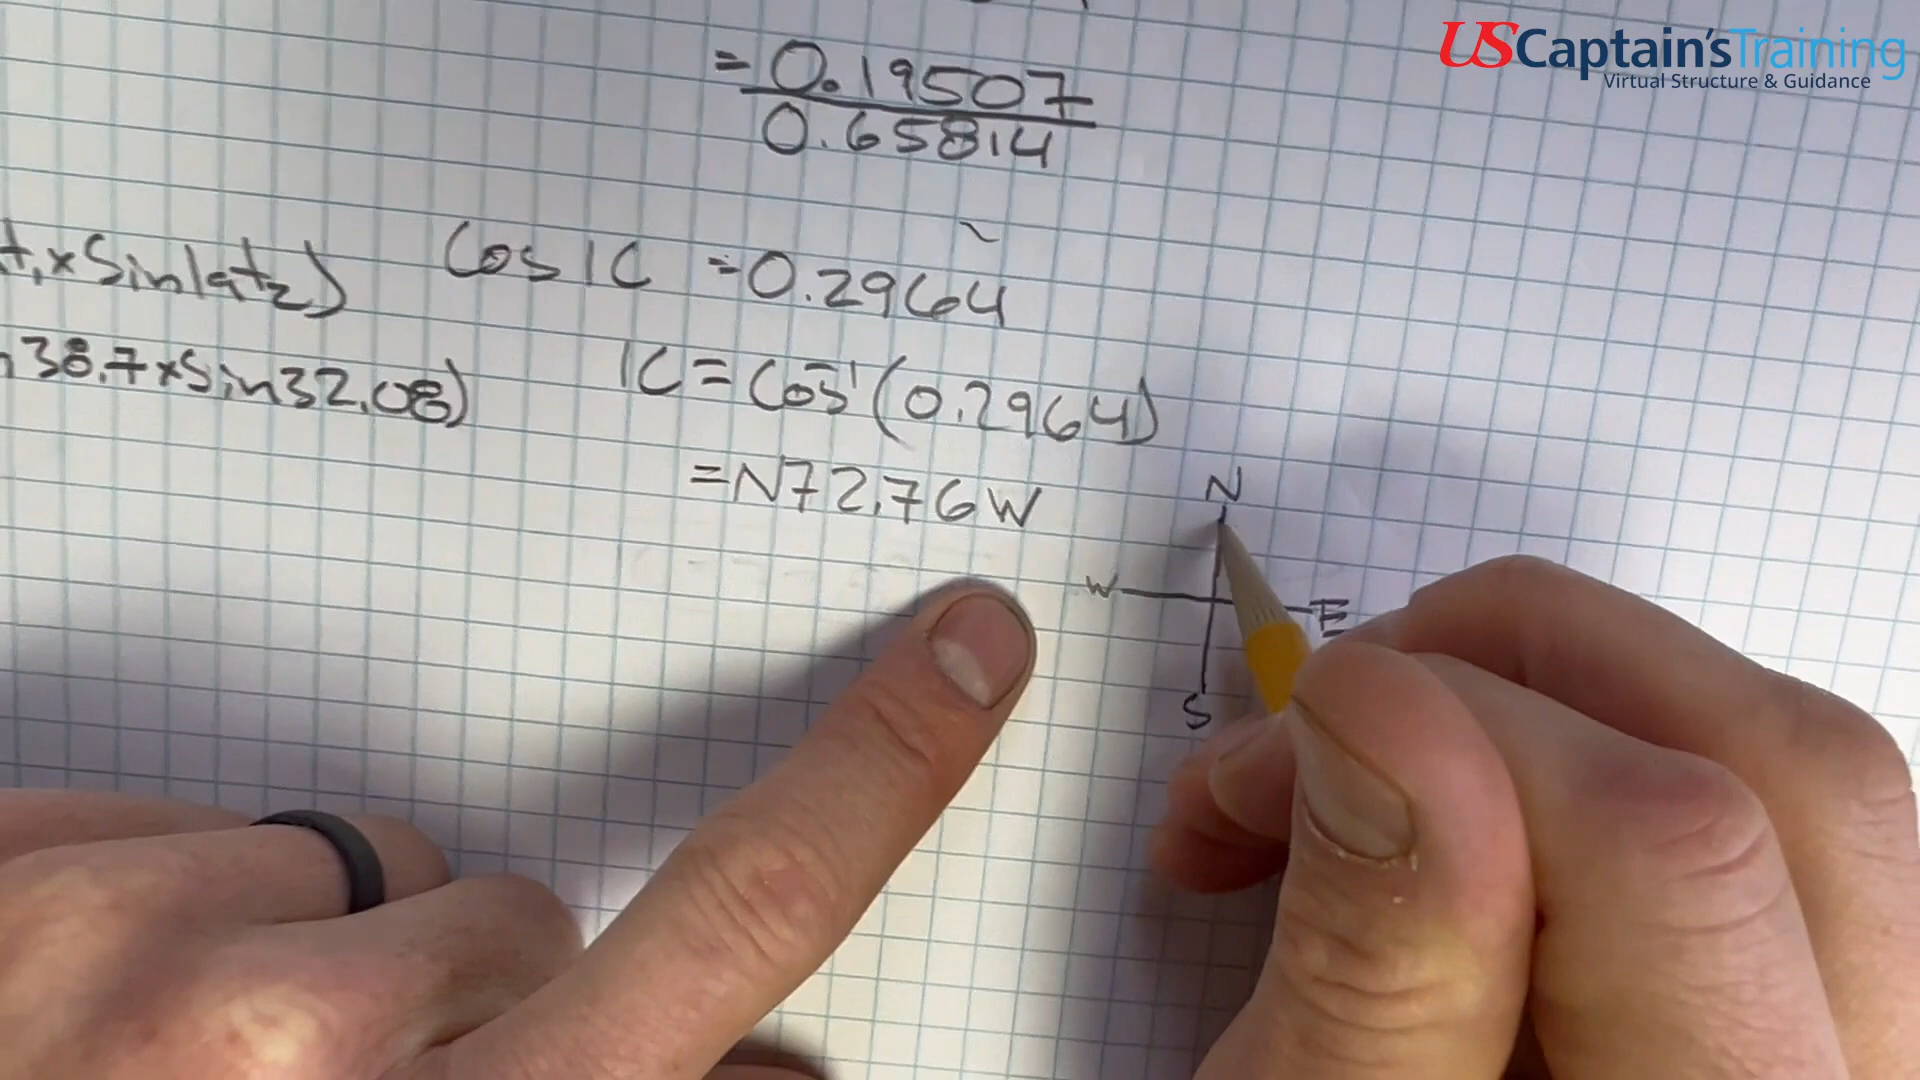 USCaptain'sTraining
Virtual Structure & Guidance
= 0.19507
0.65814
t,xSinlat2)
Cos IC = 0.2964
38.7xSin32.08)
IC = Cos-1(0.2964)
= N72.76W
N
W
E
S